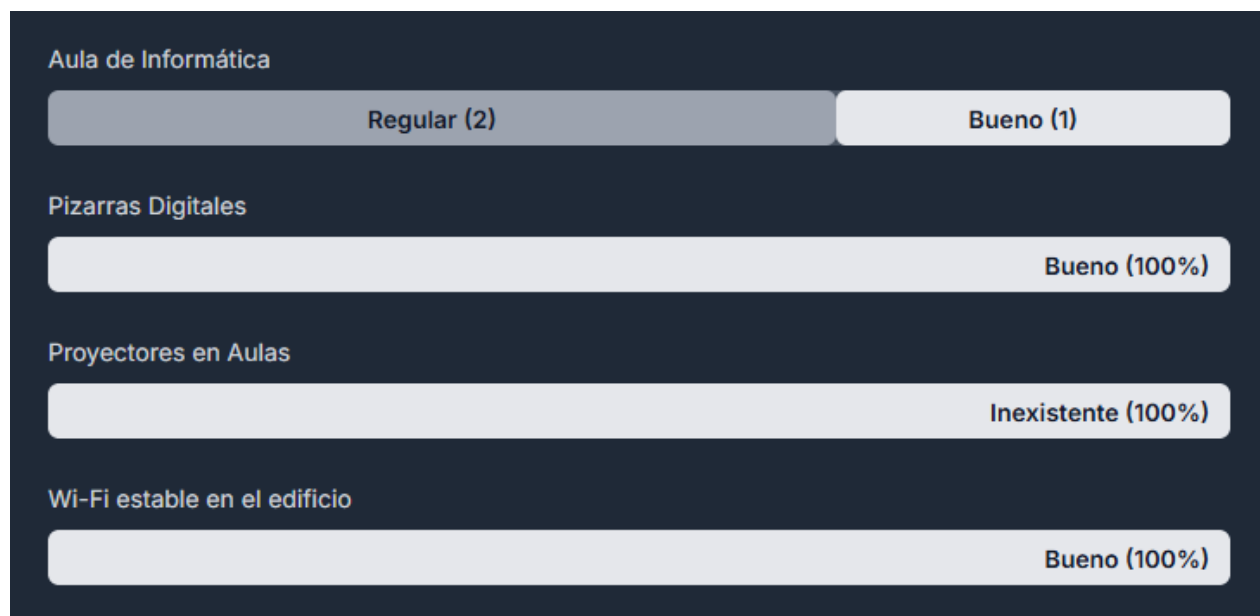 Aula de Informática
Regular (2) Bueno (1)
Pizarras Digitales
Bueno (100%)
Proyectores en Aulas
Inexistente (100%)
Wi-Fi estable en el edificio
Bueno (100%)